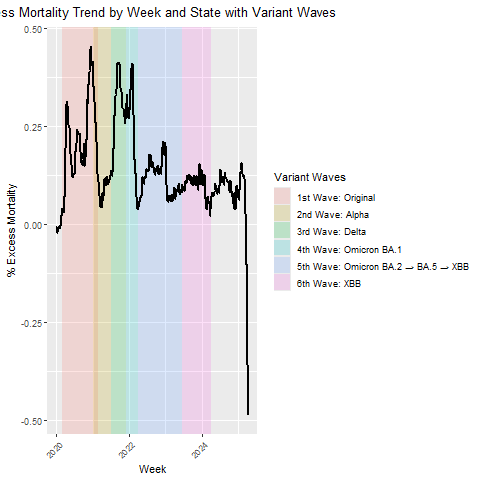 ess Mortality Trend by Week and State with Variant Waves
0.50
0.25
0.00
-0.25
-0.50
% Excess Mortality
2020
2022
2024
Week
Variant Waves
1st Wave: Original
2nd Wave: Alpha
3rd Wave: Delta
4th Wave: Omicron BA.1
5th Wave: Omicron BA.2 → BA.5 → XBB
6th Wave: XBB